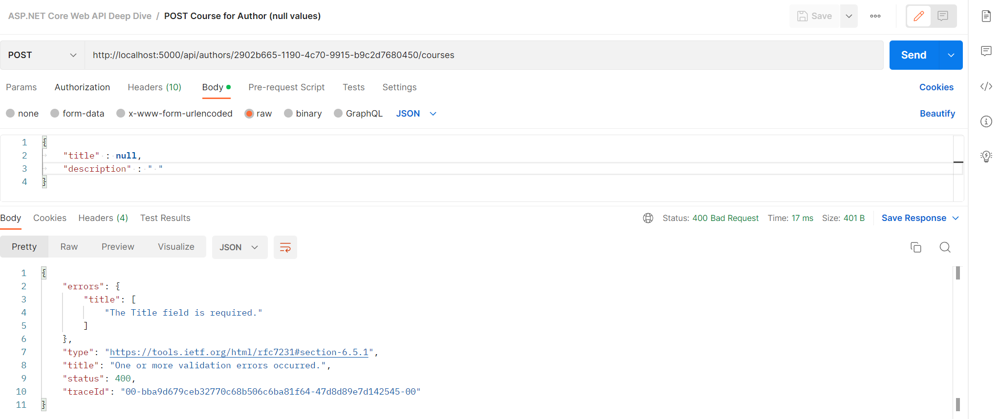 ASP.NET Core Web API Deep Dive / POST Course for Author (null values)
Save
POST http://localhost:5000/api/authors/2902b665-1190-4c70-9915-b9c2d7680450/courses Send
Params Authorization Headers (10) Body Pre-request Script Tests Settings Cookies
none form-data x-www-form-urlencoded raw binary GraphQL JSON Beautify
1 {
2 "title" : null,
3 "description" : " "
4 }
Body Cookies Headers (4) Test Results Status: 400 Bad Request Time: 17 ms Size: 401 B Save Response
Pretty Raw Preview Visualize JSON
1 {
2 "errors": {
3 "title": [
4 "The Title field is required."
5 ]
6 },
7 "type": "https://tools.ietf.org/html/rfc7231#section-6.5.1",
8 "title": "One or more validation errors occurred.",
9 "status": 400,
10 "traceId": "00-bba9d679ceb32770c68b506c6ba81f64-47d8d89e7d142545-00"
11 }